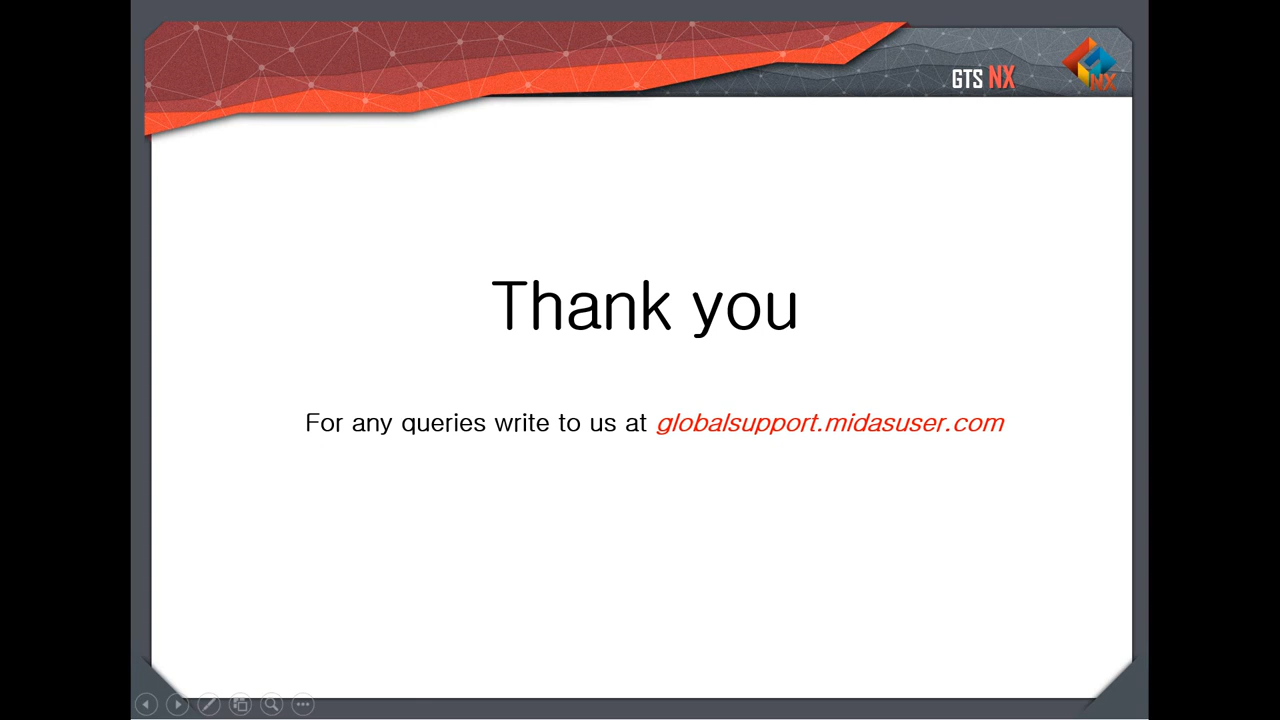 GTS NX
NX
Thank you
For any queries write to us at globalsupport.midasuser.com